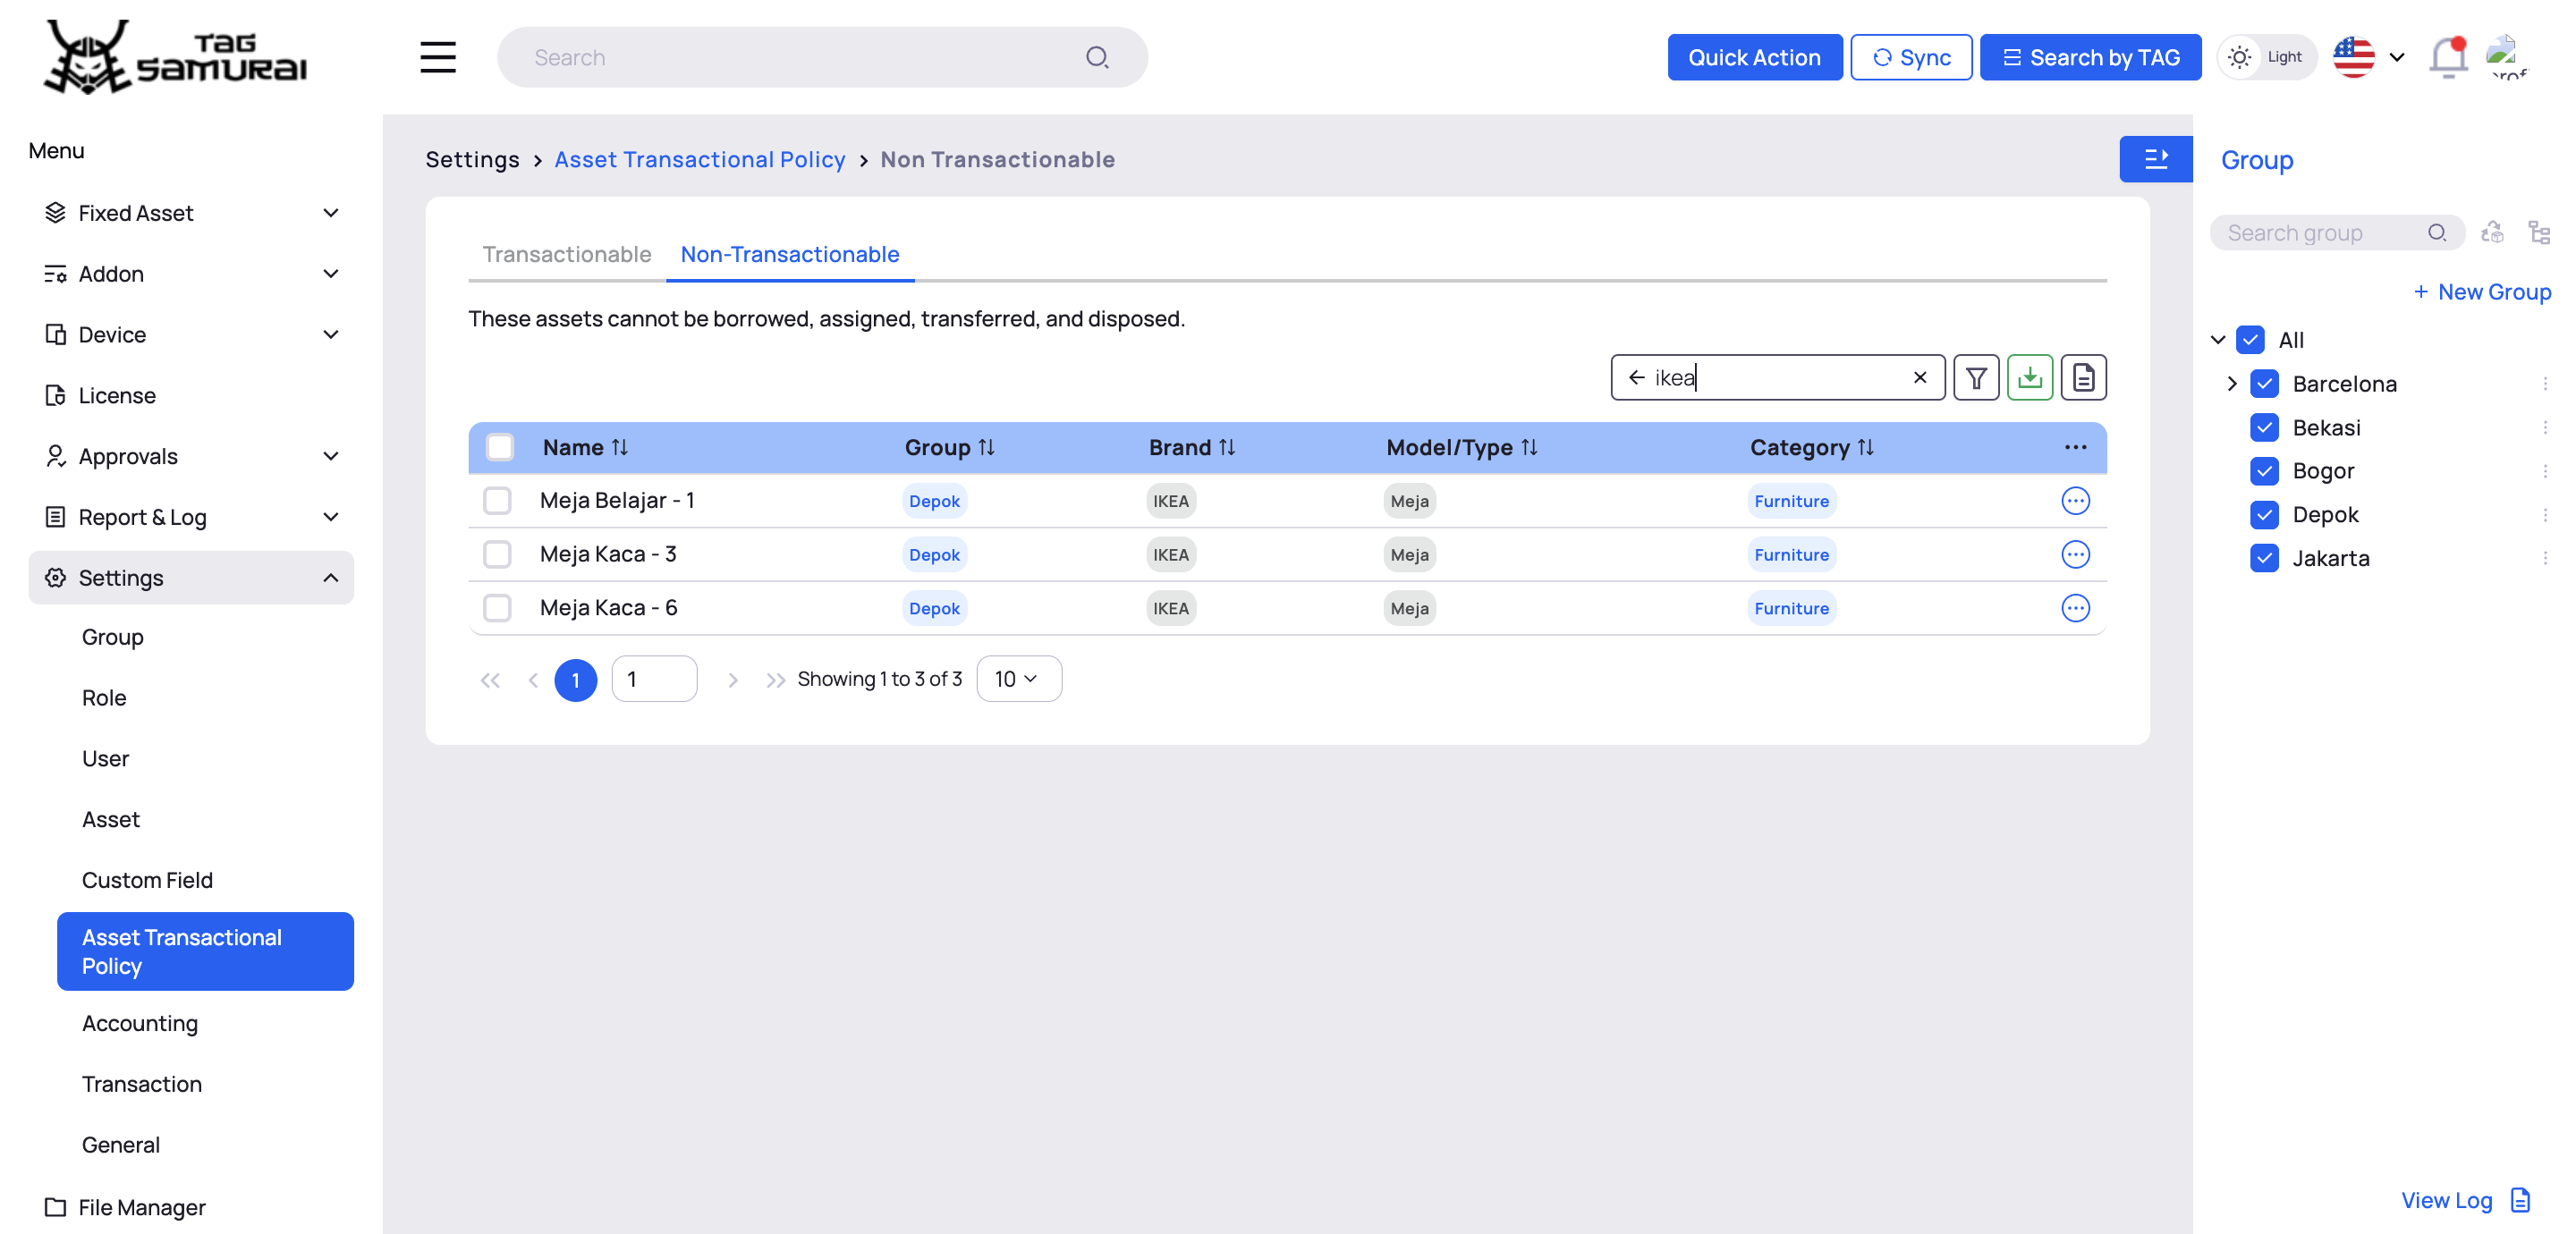 TAG
SAMURAI
Search
Quick Action
Sync
Search by TAG
Light
Menu
Fixed Asset
Addon
Device
License
Approvals
Report & Log
Settings
Group
Role
User
Asset
Custom Field
Asset Transactional
Policy
Accounting
Transaction
General
File Manager
Settings > Asset Transactional Policy > Non Transactionable
Transactionable
Non-Transactionable
These assets cannot be borrowed, assigned, transferred, and disposed.
ikea
Name Group Brand Model/Type Category
Meja Belajar - 1 Depok IKEA Meja Furniture
Meja Kaca - 3 Depok IKEA Meja Furniture
Meja Kaca - 6 Depok IKEA Meja Furniture
1 1 Showing 1 to 3 of 3 10
Group
Search group
+ New Group
All
Barcelona
Bekasi
Bogor
Depok
Jakarta
View Log